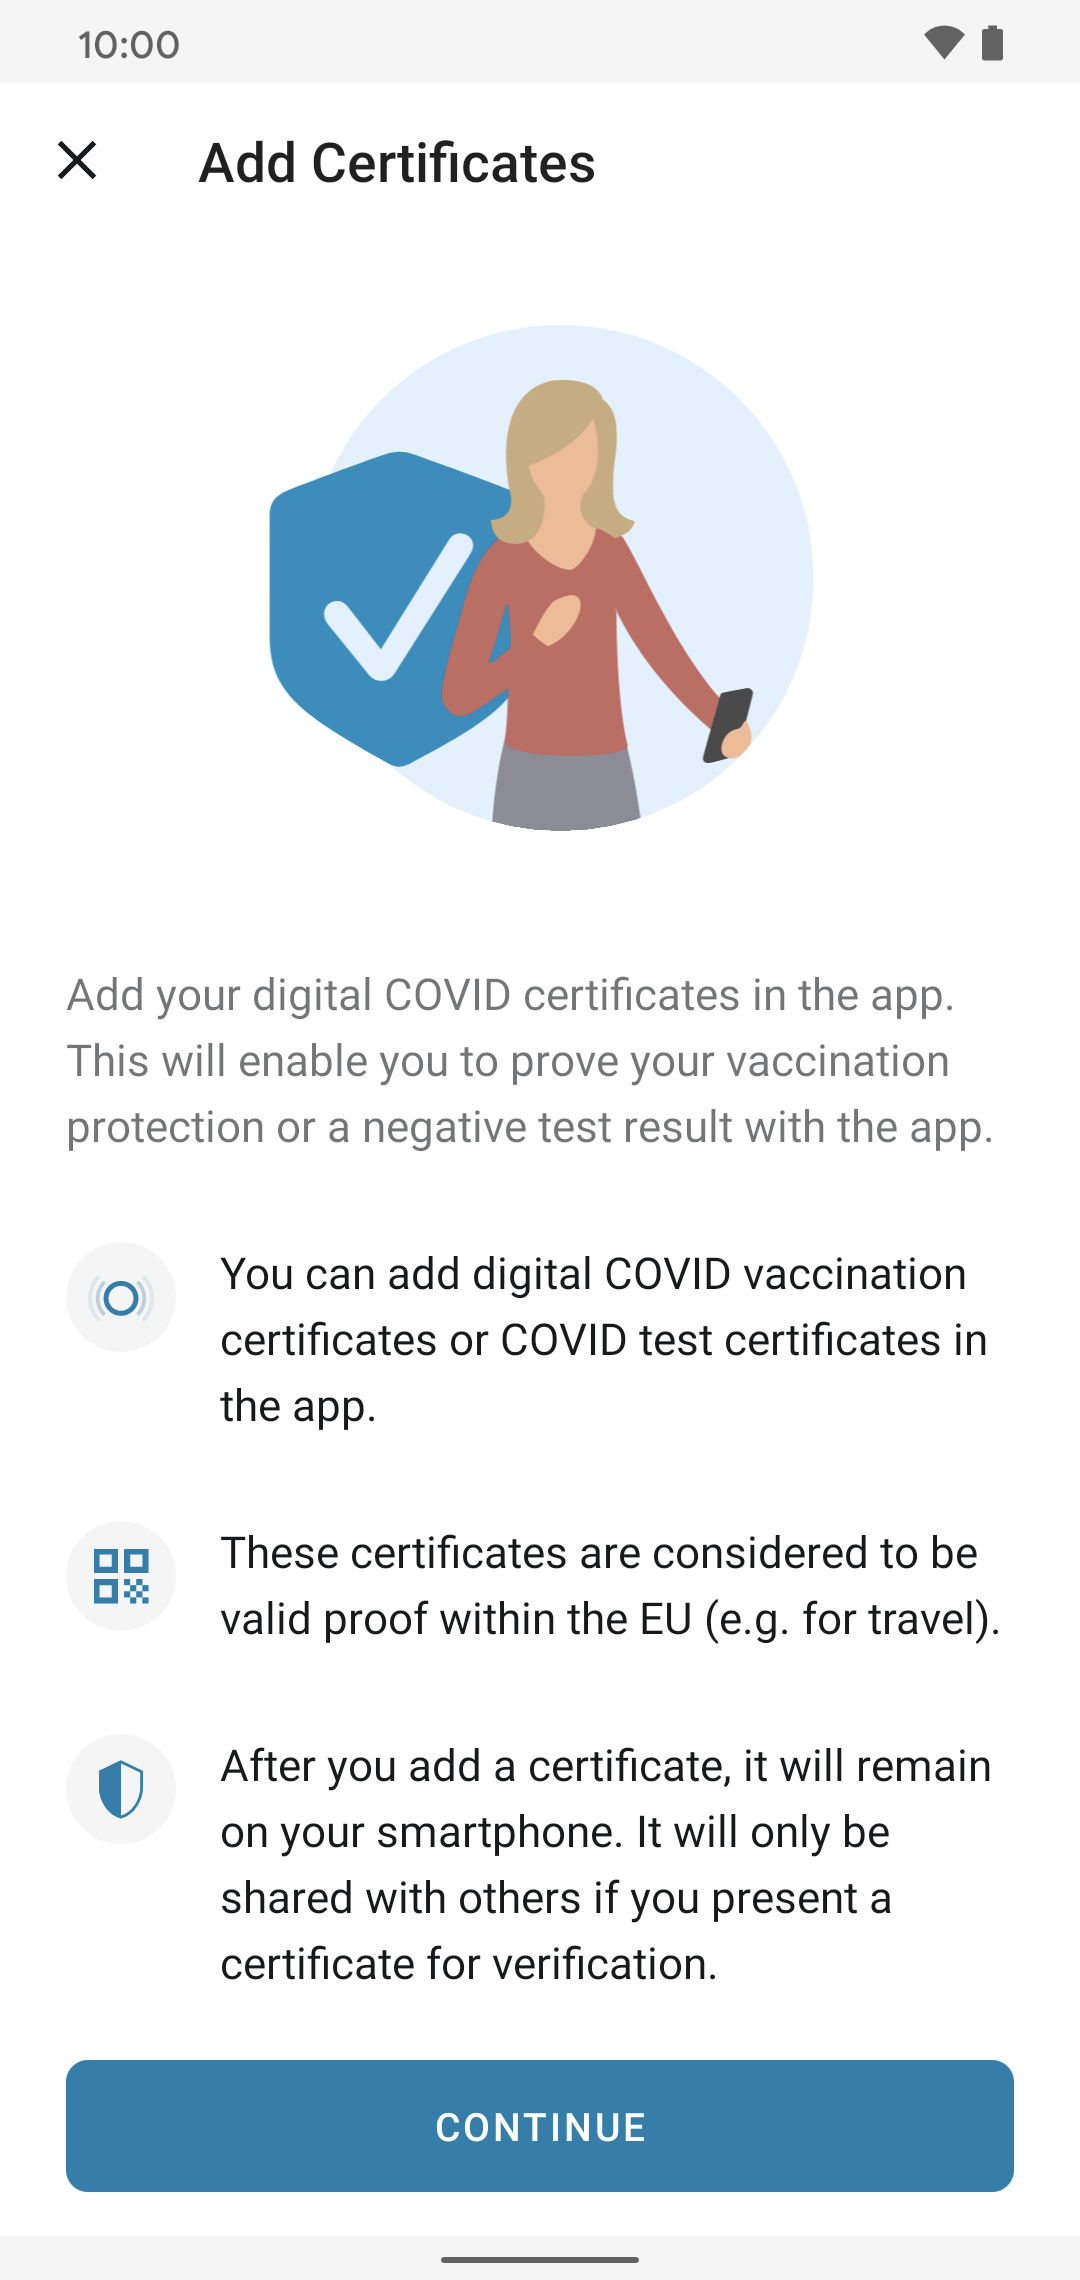 10:00
Add Certificates
Add your digital COVID certificates in the app.
This will enable you to prove your vaccination
protection or a negative test result with the app.
You can add digital COVID vaccination
certificates or COVID test certificates in
the app.
These certificates are considered to be
valid proof within the EU (e.g. for travel).
After you add a certificate, it will remain
on your smartphone. It will only be
shared with others if you present a
certificate for verification.
CONTINUE